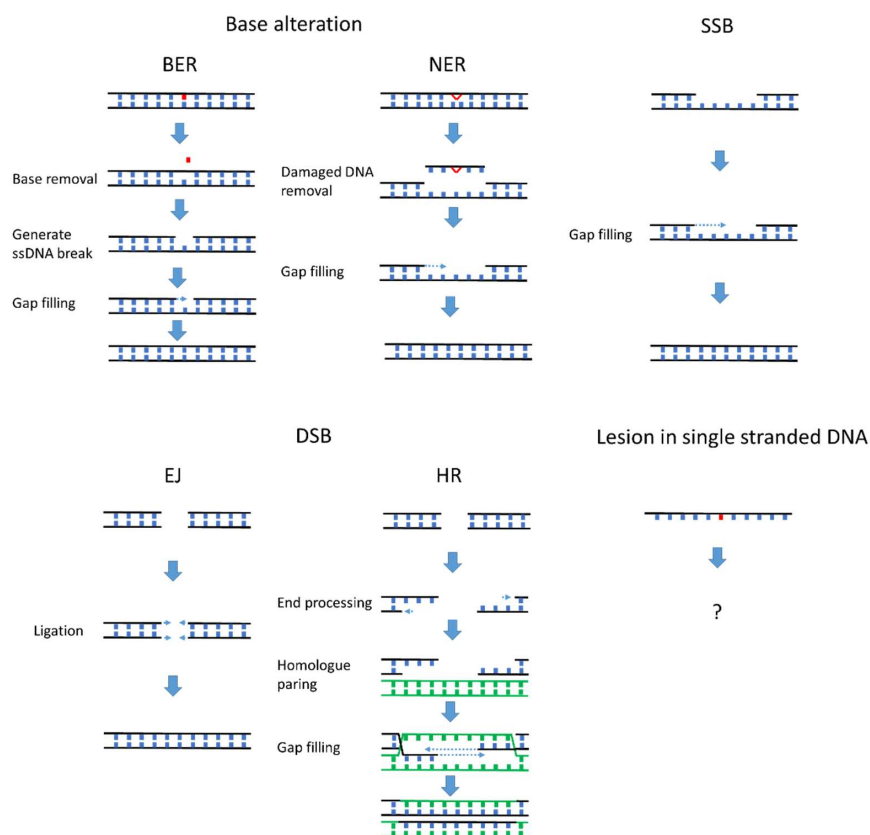 Base alteration
SSB
BER
NER
Base removal
Damaged DNA
removal
Generate
ssDNA break
Gap filling
Gap filling
Gap filling
DSB
Lesion in single stranded DNA
EJ
HR
End processing
?
Ligation
Homologue
paring
Gap filling